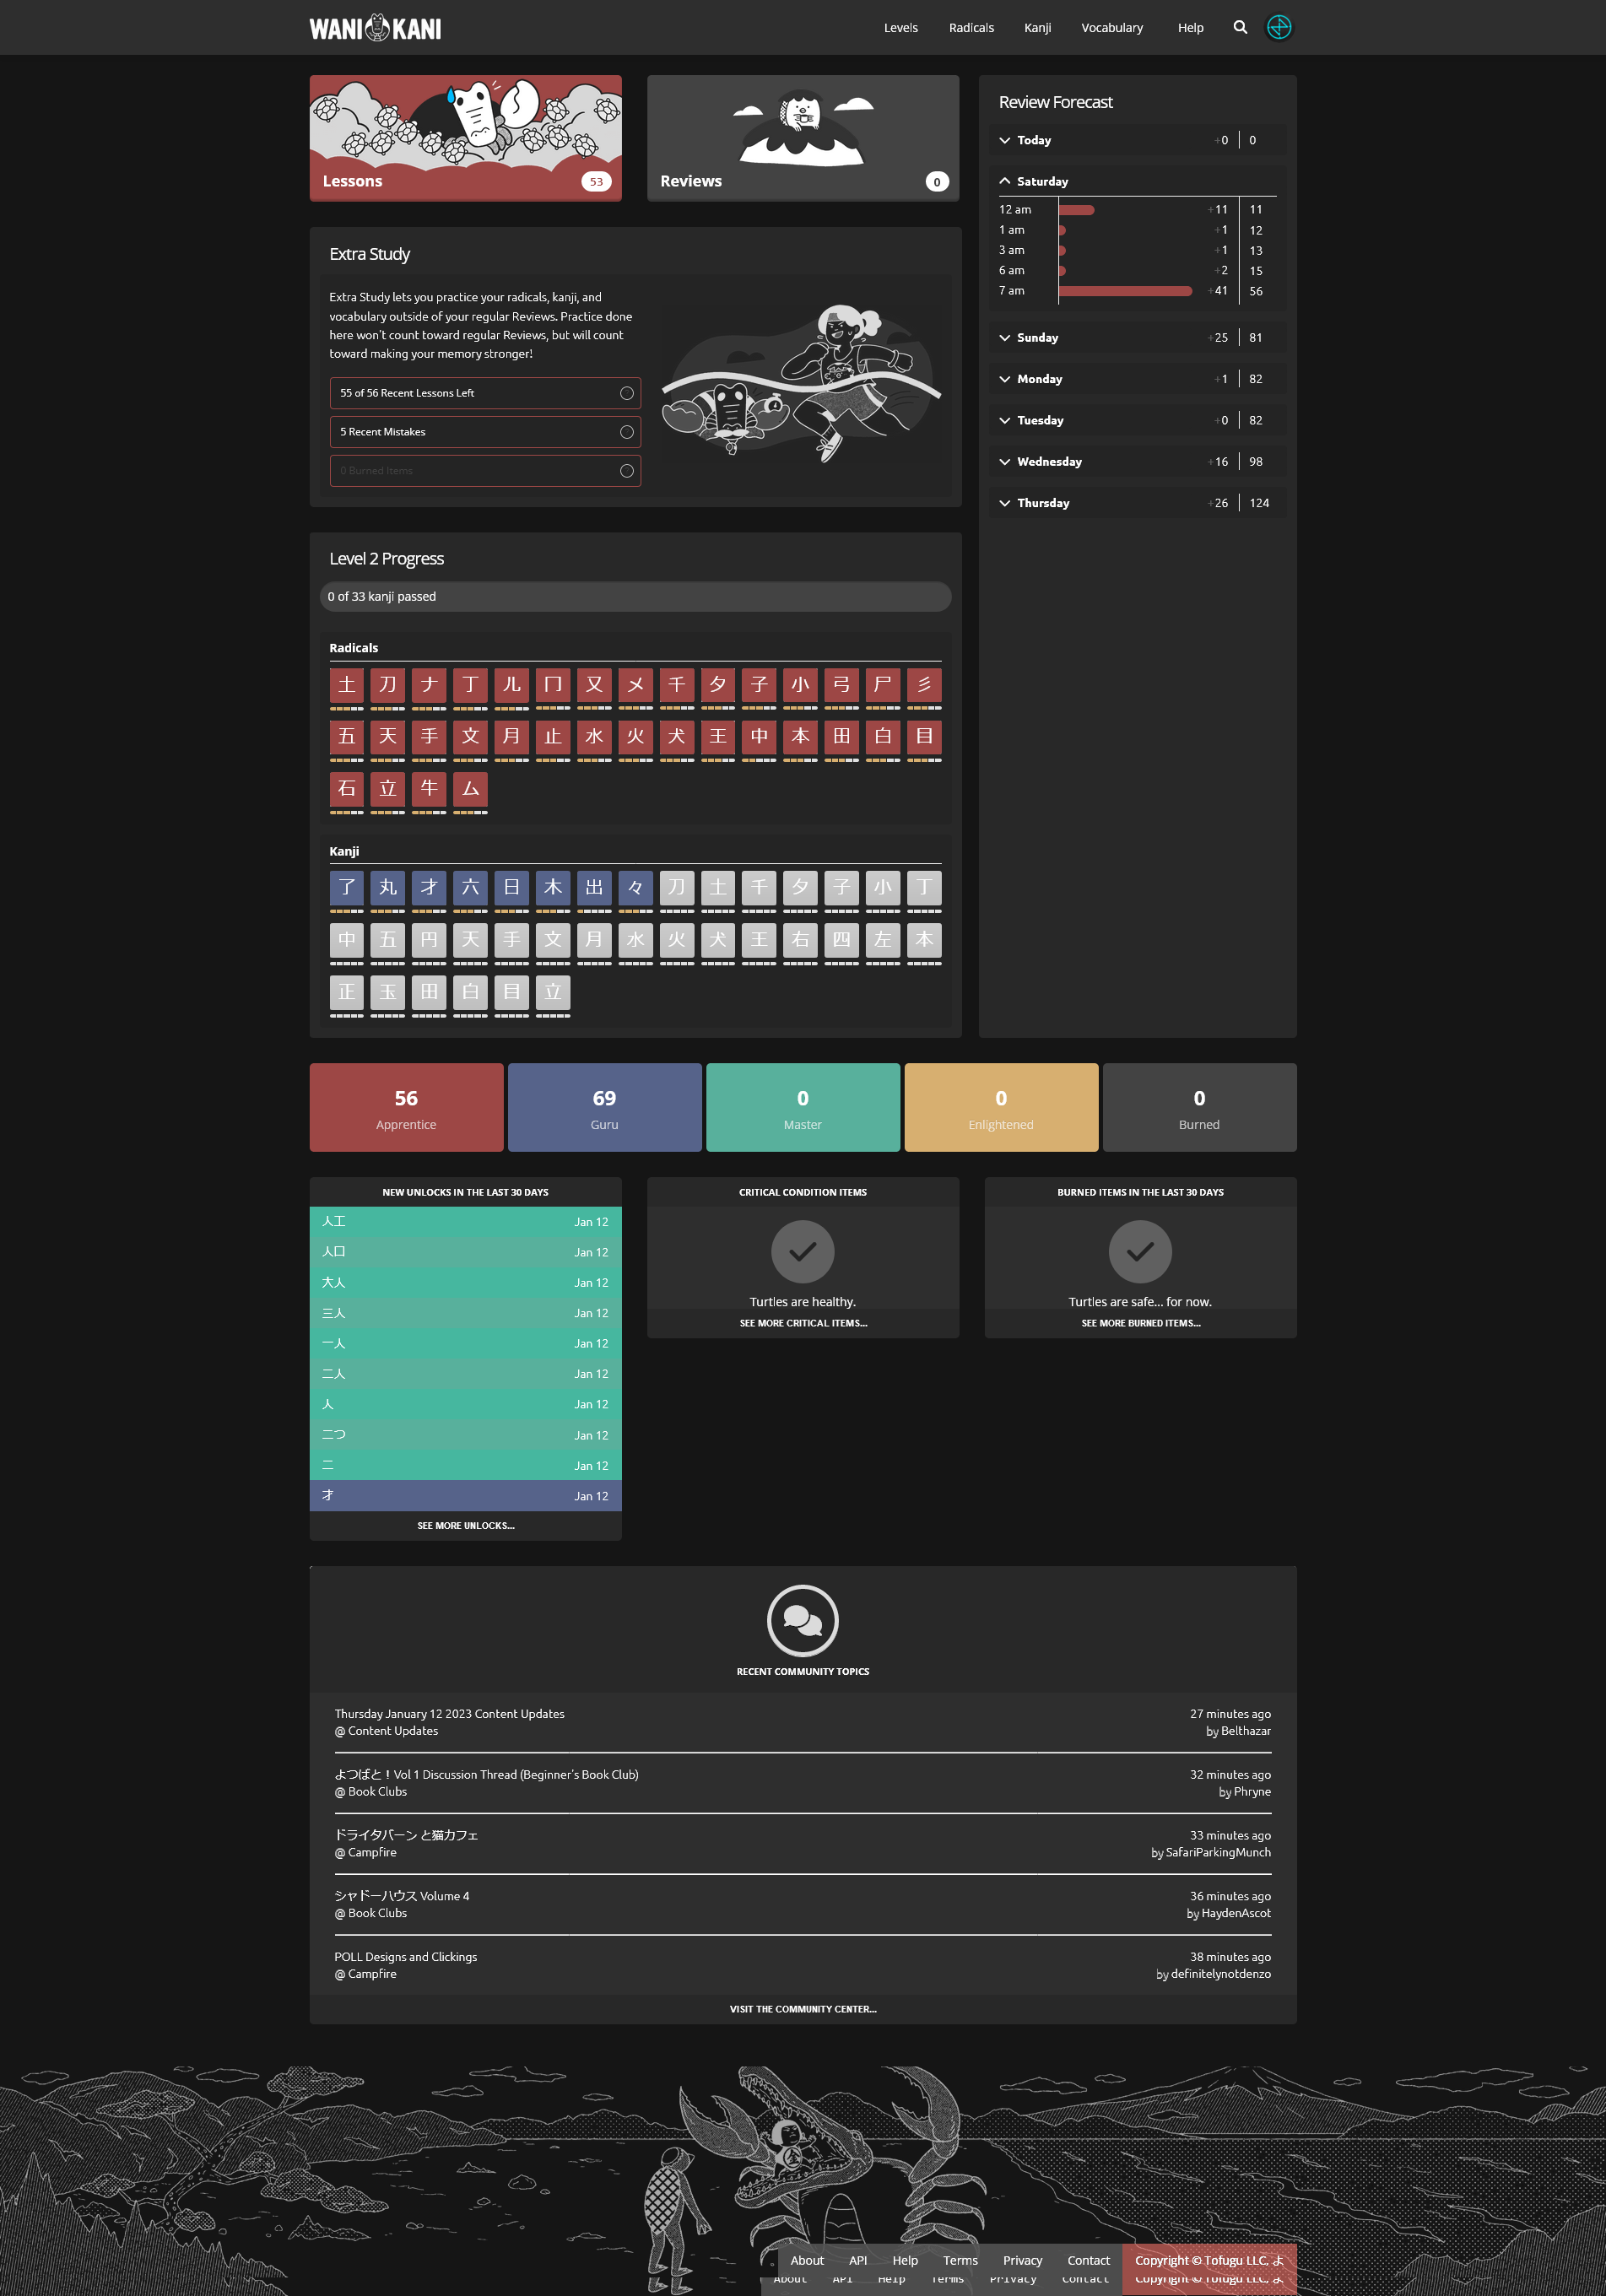 WANI KANI
Levels Radicals Kanji Vocabulary Help
Lessons 53
Reviews 0
Extra Study
Extra Study lets you practice your radicals, kanji, and
vocabulary outside of your regular Reviews. Practice done
here won't count toward regular Reviews, but will count
toward making your memory stronger!
55 of 56 Recent Lessons Left
5 Recent Mistakes
0 Burned Items
Review Forecast
Today +0 0
Saturday
12 am +11 11
1 am +1 12
3 am +1 13
6 am +2 15
7 am +41 56
Sunday +25 81
Monday +1 82
Tuesday +0 82
Wednesday +16 98
Thursday +26 124
Level 2 Progress
0 of 33 kanji passed
Radicals
土 刀 ナ 丁 ル 冂 又 メ 千 夕 子 小 弓 尸 彡
五 天 手 文 月 止 水 火 犬 王 中 本 田 白 目
石 立 牛 ム
Kanji
了 丸 才 六 日 木 出 々 刀 土 千 夕 子 小 丁
中 五 円 天 手 文 月 水 火 犬 王 右 四 左 本
正 玉 田 白 目 立
56 69 0 0 0
Apprentice Guru Master Enlightened Burned
NEW UNLOCKS IN THE LAST 30 DAYS
人工 Jan 12
人口 Jan 12
大人 Jan 12
三人 Jan 12
一人 Jan 12
二人 Jan 12
人 Jan 12
二つ Jan 12
二 Jan 12
才 Jan 12
SEE MORE UNLOCKS...
CRITICAL CONDITION ITEMS
Turtles are healthy.
SEE MORE CRITICAL ITEMS...
BURNED ITEMS IN THE LAST 30 DAYS
Turtles are safe... for now.
SEE MORE BURNED ITEMS...
RECENT COMMUNITY TOPICS
Thursday January 12 2023 Content Updates 27 minutes ago
@ Content Updates by Belthazar
よつばと！Vol 1 Discussion Thread (Beginner's Book Club) 32 minutes ago
@ Book Clubs by Phryne
ドライタバーン と猫カフェ 33 minutes ago
@ Campfire by SafariParkingMunch
シャドーハウス Volume 4 36 minutes ago
@ Book Clubs by HaydenAscot
POLL Designs and Clickings 38 minutes ago
@ Campfire by definitelynotdenzo
VISIT THE COMMUNITY CENTER...
About API Help Terms Privacy Contact Copyright © Tofugu LLC. よ
About API Help Terms Privacy Contact Copyright © Tofugu LLC. よ